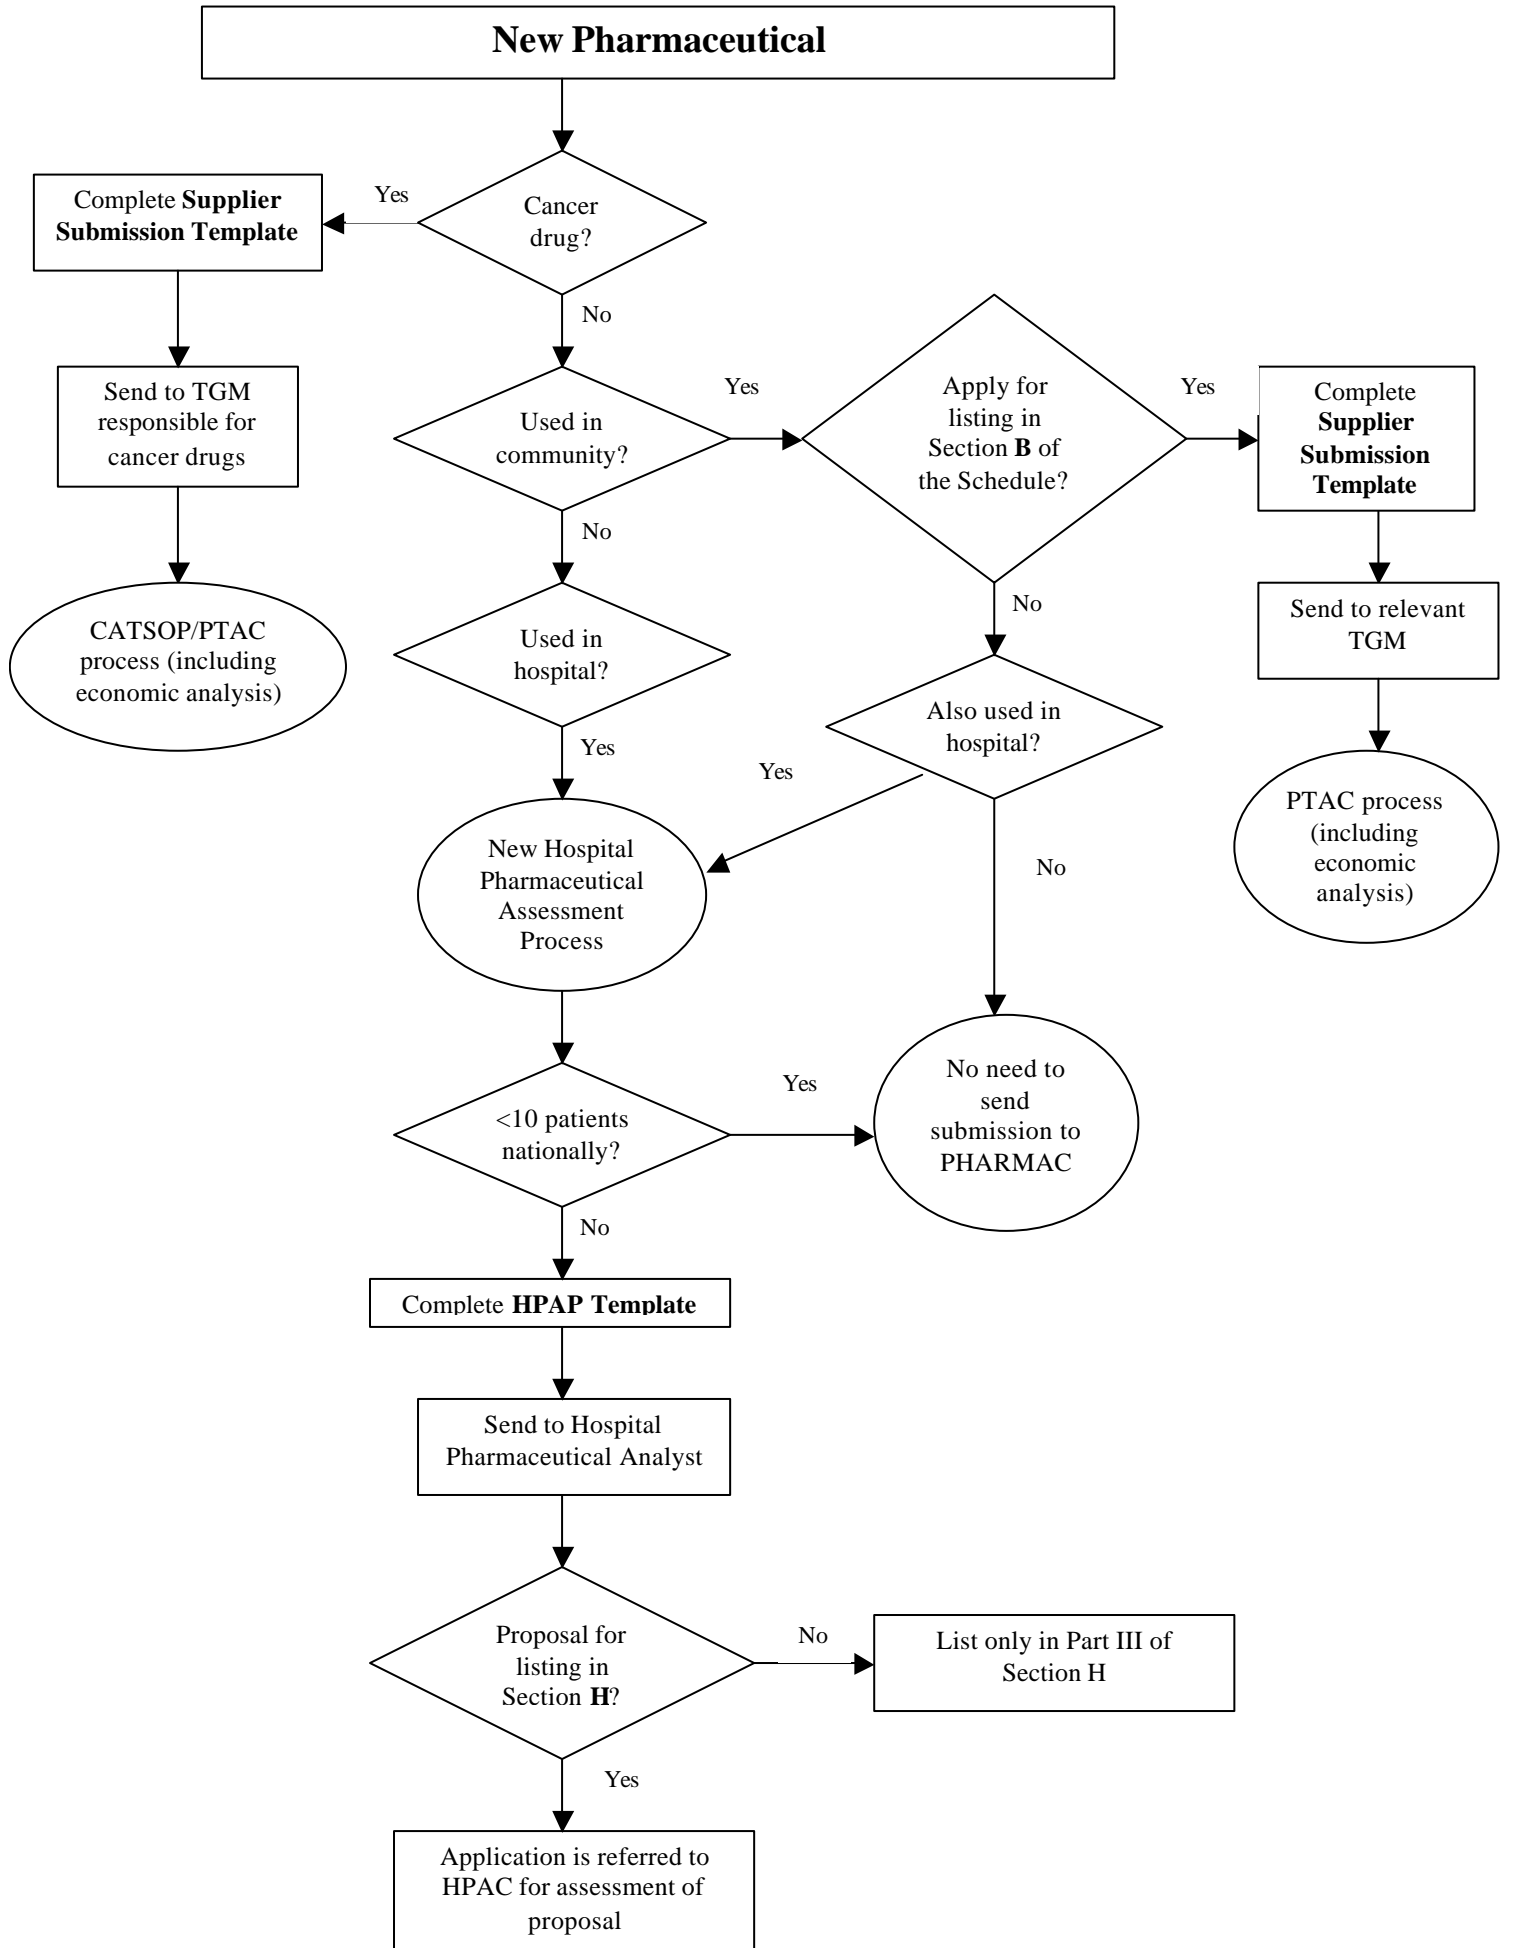 New Pharmaceutical
Yes
Complete Supplier
Submission Template
Cancer
drug?
No
Send to TGM
responsible for
cancer drugs
Used in
community?
Yes
Apply for
listing in
Section B of
the Schedule?
Yes
Complete
Supplier
Submission
Template
No
CATSOP/PTAC
process (including
economic analysis)
Used in
hospital?
No
Send to relevant
TGM
Yes
Also used in
hospital?
Yes
New Hospital
Pharmaceutical
Assessment
Process
No
PTAC process
(including
economic
analysis)
<10 patients
nationally?
Yes
No need to
send
submission to
PHARMAC
No
Complete HPAP Template
Send to Hospital
Pharmaceutical Analyst
Proposal for
listing in
Section H?
No
List only in Part III of
Section H
Yes
Application is referred to
HPAC for assessment of
proposal